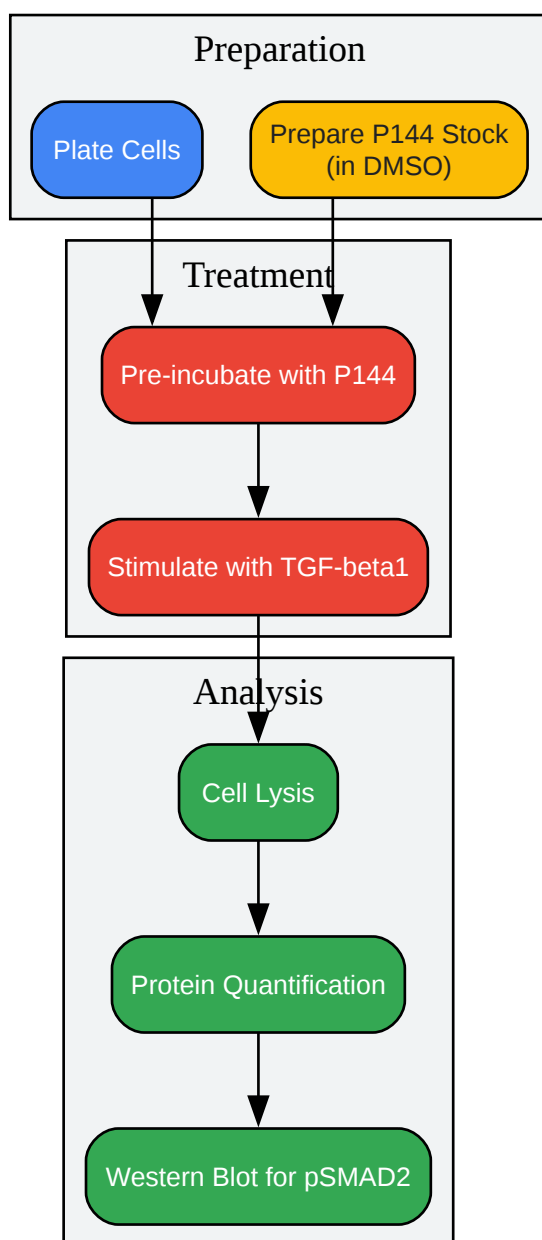 Preparation
Plate Cells
Prepare P144 Stock
(in DMSO)
Treatment
Pre-incubate with P144
Stimulate with TGF-beta1
Analysis
Cell Lysis
Protein Quantification
Western Blot for pSMAD2